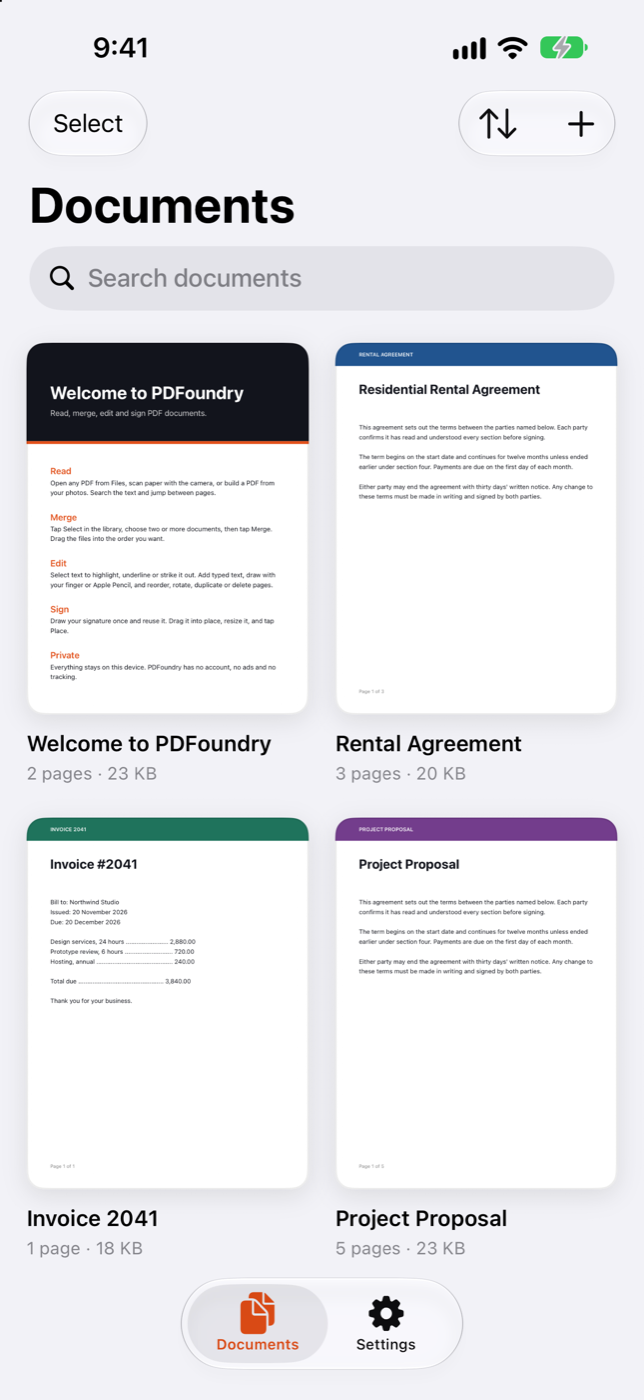 9:41
Select
Documents
Search documents
Welcome to PDFoundry
Read, merge, edit and sign PDF documents.
Read
Open any PDF from Files, scan paper with the camera, or build a PDF from
your photos. Search the text and jump between pages.
Merge
Tap Select in the library, choose two or more documents, then tap Merge.
Drag the files into the order you want.
Edit
Select text to highlight, underline or strike it out. Add typed text, draw with
your finger or Apple Pencil, and reorder, rotate, duplicate or delete pages.
Sign
Draw your signature once and reuse it. Drag it into place, resize it, and tap
Place.
Private
Everything stays on this device. PDFoundry has no account, no ads and no
tracking.
Welcome to PDFoundry
2 pages · 23 KB
RENTAL AGREEMENT
Residential Rental Agreement
This agreement sets out the terms between the parties named below. Each party
confirms it has read and understood every section before signing.
The term begins on the start date and continues for twelve months unless ended
earlier under section four. Payments are due on the first day of each month.
Either party may end the agreement with thirty days' written notice. Any change to
these terms must be made in writing and signed by both parties.
Page 1 of 3
Rental Agreement
3 pages · 20 KB
INVOICE 2041
Invoice #2041
Bill to: Northwind Studio
Issued: 20 November 2026
Due: 20 December 2026
Design services, 24 hours ..................... 2,880.00
Prototype review, 6 hours ........................ 720.00
Hosting, annual ...................................... 240.00
Total due ........................................... 3,840.00
Thank you for your business.
Page 1 of 1
Invoice 2041
1 page · 18 KB
PROJECT PROPOSAL
Project Proposal
This agreement sets out the terms between the parties named below. Each party
confirms it has read and understood every section before signing.
The term begins on the start date and continues for twelve months unless ended
earlier under section four. Payments are due on the first day of each month.
Either party may end the agreement with thirty days' written notice. Any change to
these terms must be made in writing and signed by both parties.
Page 1 of 5
Project Proposal
5 pages · 23 KB
Documents
Settings